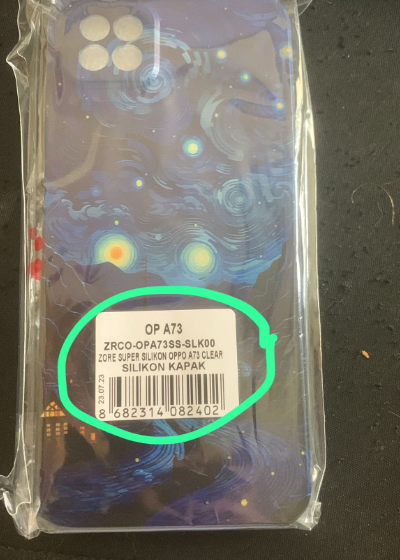 OP A73
ZRCO-OPA73SS-SLK00
ZORE SUPER SILIKON OPPO A73 CLEAR
SILIKON KAPAK
23.07.23
8 682314 082402